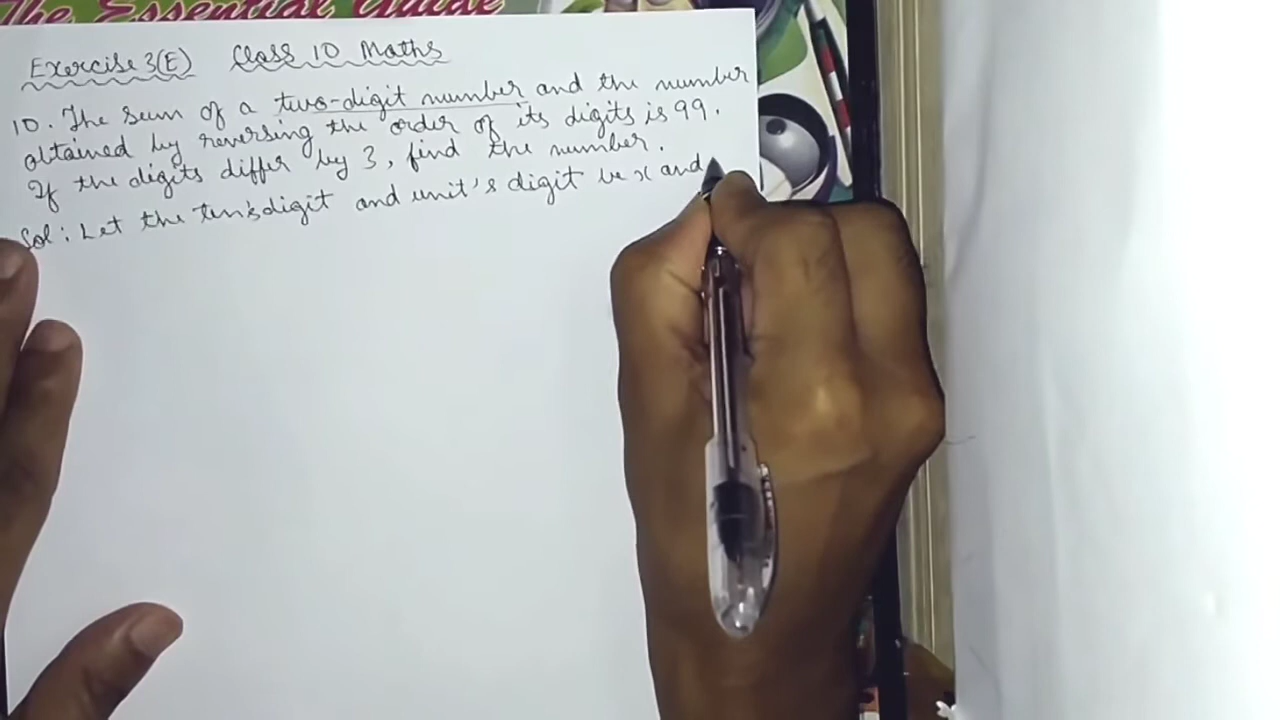 The Essential Guide
Exercise 3(E) Class 10 Maths
10. The sum of a two-digit number and the number
obtained by reversing the order of its digits is 99.
If the digits differ by 3, find the number.
Sol: Let the ten's digit and unit's digit be x and